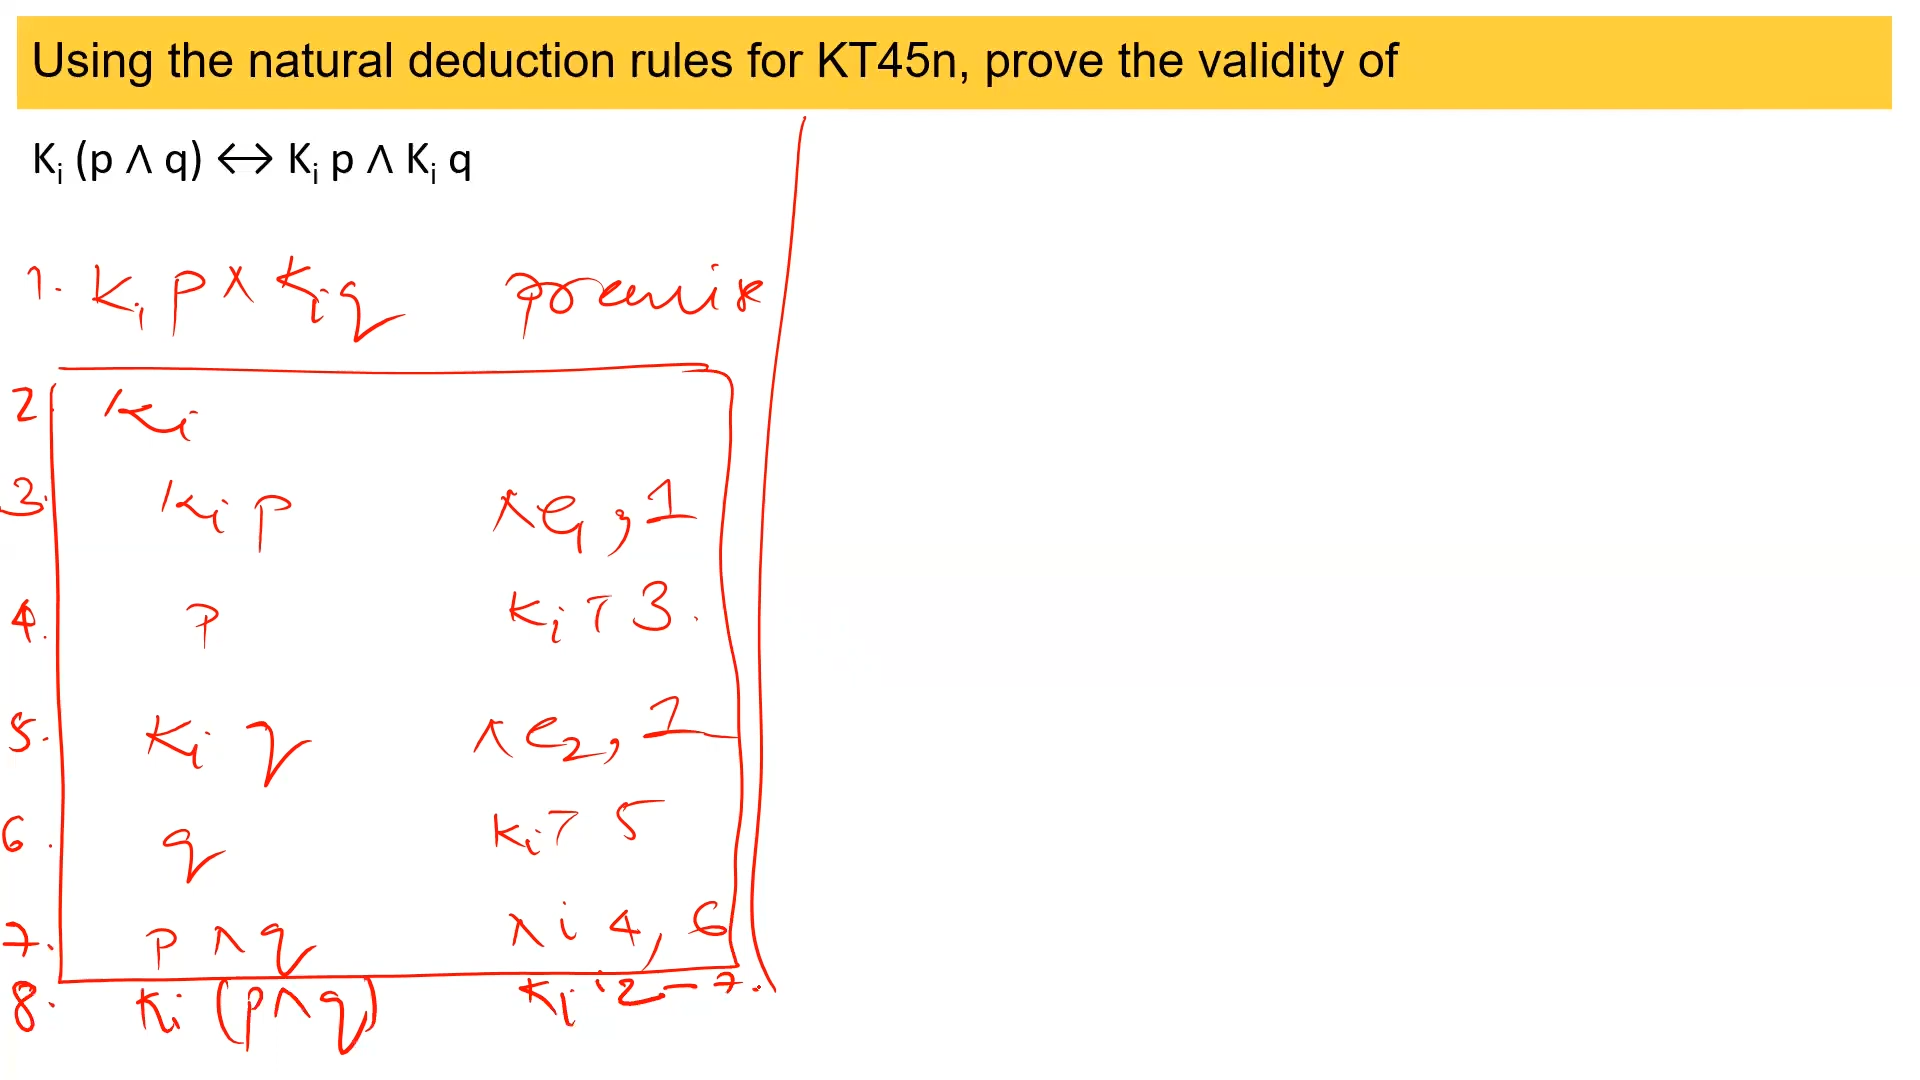 Using the natural deduction rules for KT45n, prove the validity of
Ki (p ∧ q) ↔ Ki p ∧ Ki q
1. Ki p ∧ Ki q premise
2. Ki
3. Ki p ∧e1, 1
4. p KiT 3.
5. Ki q ∧e2, 1
6. q KiT 5
7. p ∧ q ∧i 4, 6
8. Ki (p∧q) Ki i 2-7.